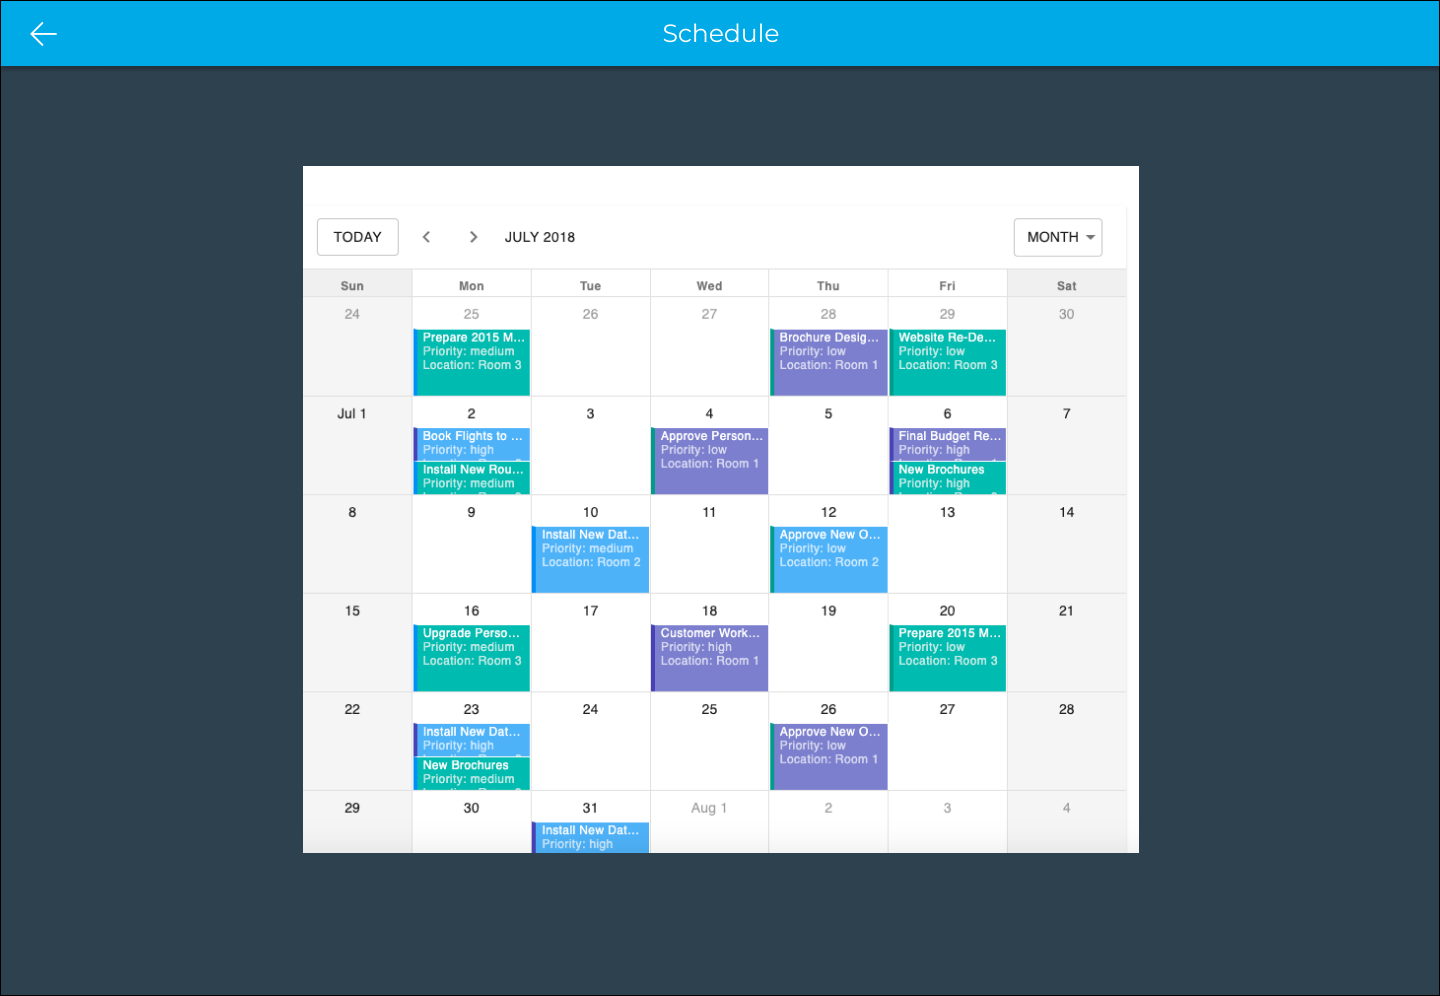 Schedule
TODAY JULY 2018 MONTH
Sun Mon Tue Wed Thu Fri Sat
24 25 26 27 28 29 30
Prepare 2015 M... Brochure Desig... Website Re-De...
Priority: medium Priority: low Priority: low
Location: Room 3 Location: Room 1 Location: Room 3
Jul 1 2 3 4 5 6 7
Book Flights to ... Approve Person... Final Budget Re...
Priority: high Priority: low Priority: high
Location: Room 1
Install New Rou... New Brochures
Priority: medium Priority: high
8 9 10 11 12 13 14
Install New Dat... Approve New O...
Priority: medium Priority: low
Location: Room 2 Location: Room 2
15 16 17 18 19 20 21
Upgrade Perso... Customer Work... Prepare 2015 M...
Priority: medium Priority: high Priority: low
Location: Room 3 Location: Room 1 Location: Room 3
22 23 24 25 26 27 28
Install New Dat... Approve New O...
Priority: high Priority: low
Location: Room 1
New Brochures
Priority: medium
29 30 31 Aug 1 2 3 4
Install New Dat...
Priority: high